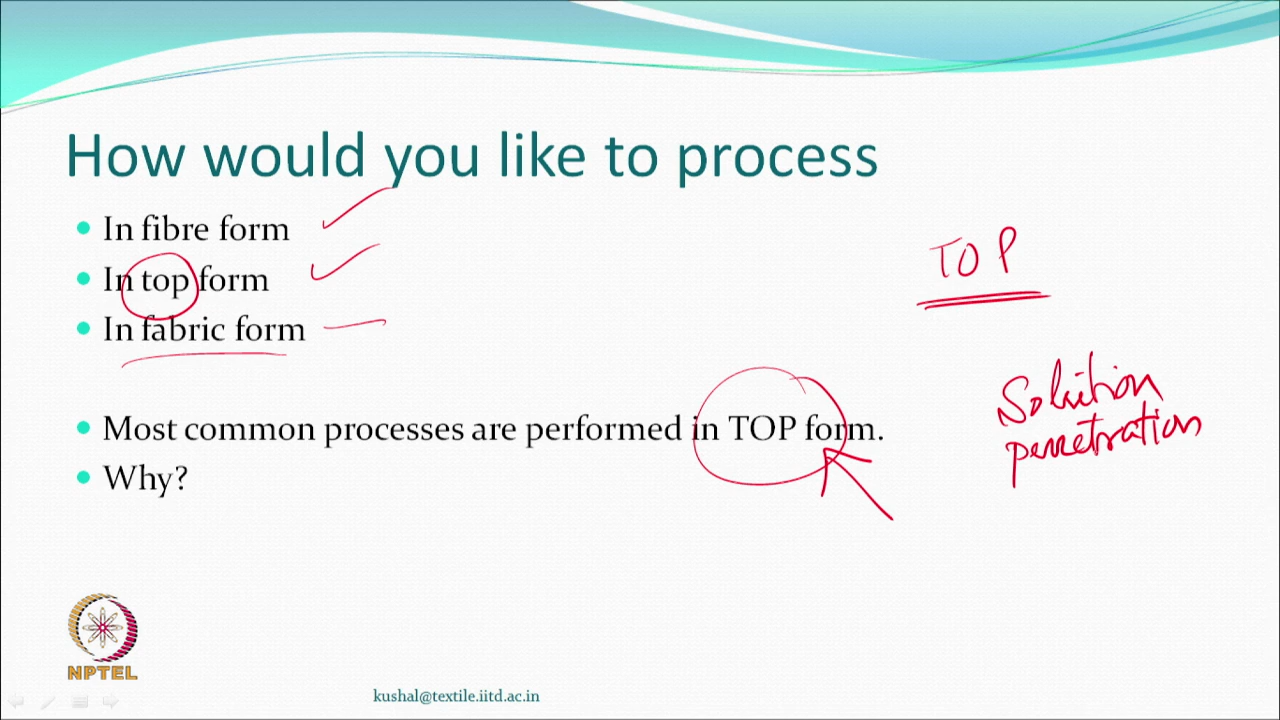 How would you like to process
In fibre form
In top form
TOP
In fabric form
Solution
penetration
Most common processes are performed in TOP form.
Why?
NPTEL
kushal@textile.iitd.ac.in